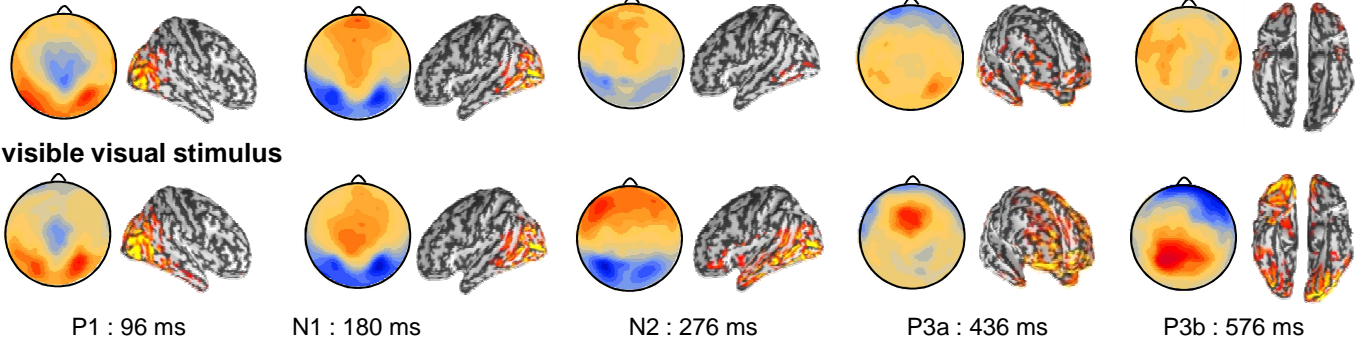 visible visual stimulus
P1 : 96 ms
N1 : 180 ms
N2 : 276 ms
P3a : 436 ms
P3b : 576 ms